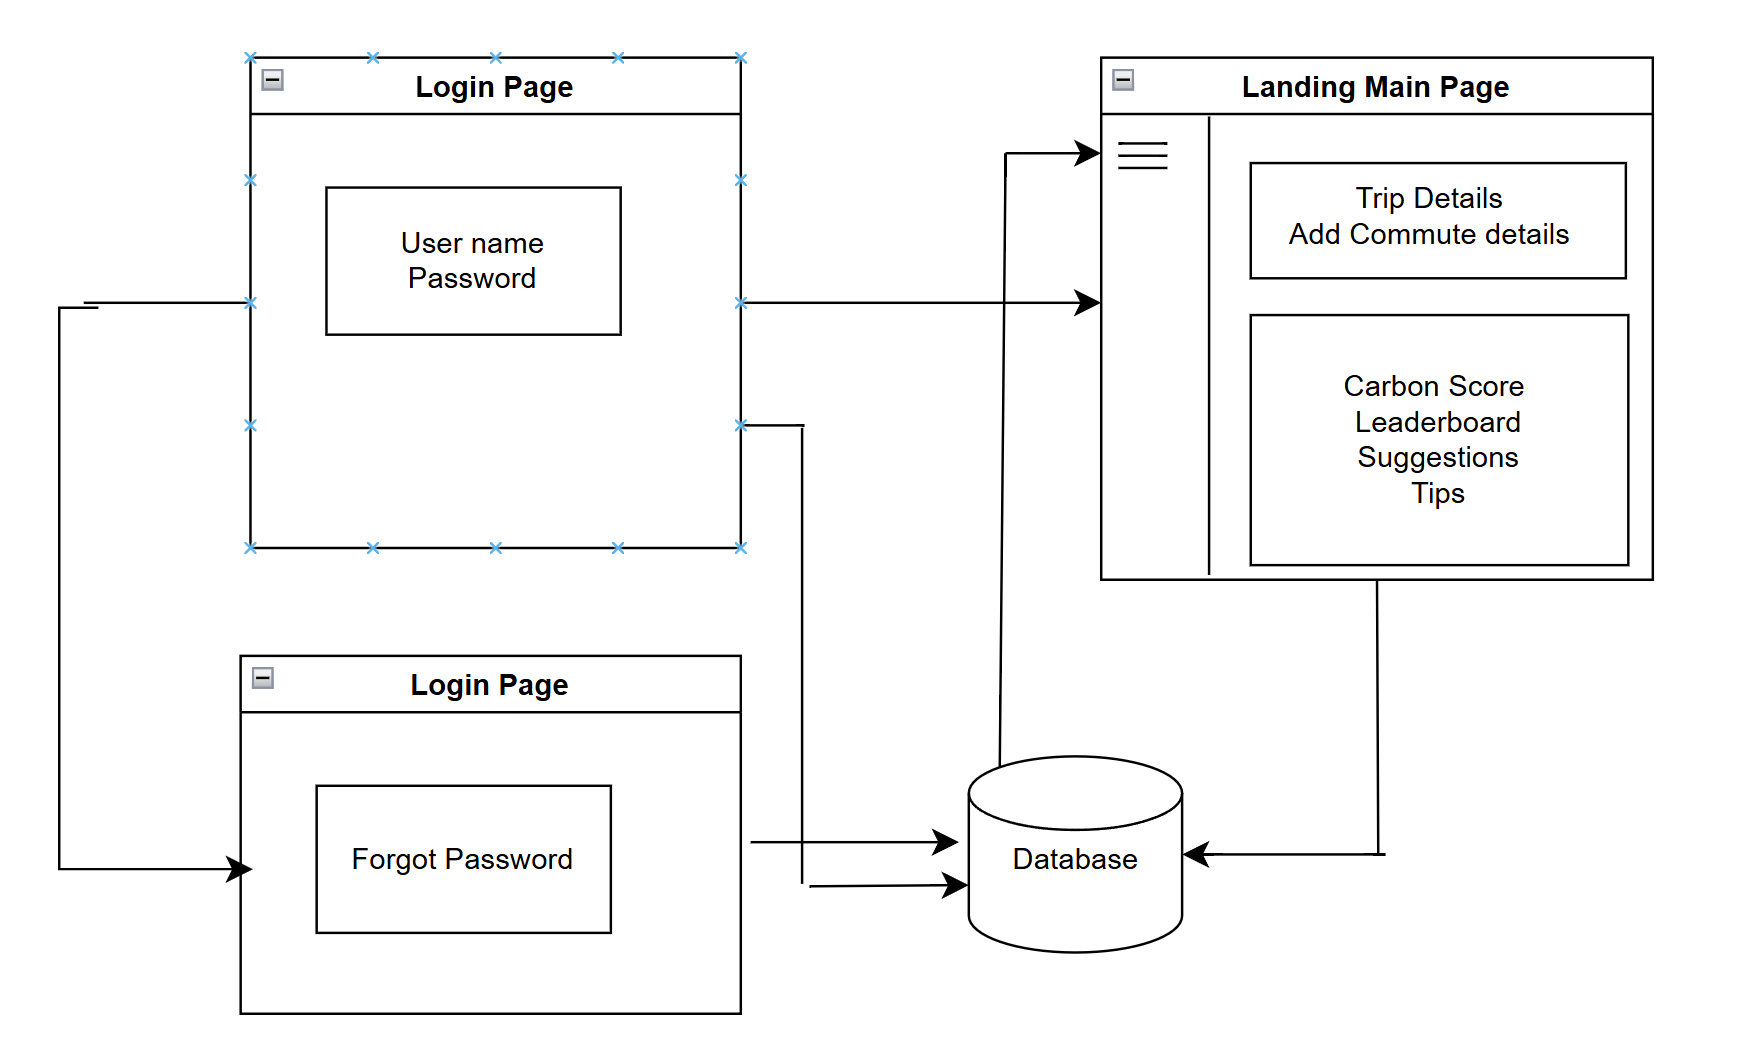 Login Page
User name
Password
Landing Main Page
Trip Details
Add Commute details
Carbon Score
Leaderboard
Suggestions
Tips
Login Page
Forgot Password
Database